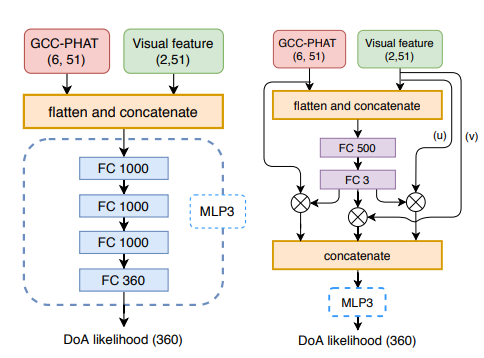 GCC-PHAT
(6, 51)
Visual feature
(2,51)
flatten and concatenate
FC 1000
FC 1000
FC 1000
FC 360
MLP3
DoA likelihood (360)
GCC-PHAT
(6, 51)
Visual feature
(2,51)
flatten and concatenate
(u)
(v)
FC 500
FC 3
concatenate
MLP3
DoA likelihood (360)